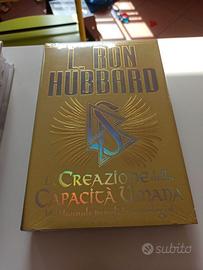 L. RON
HUBBARD
LA CREAZIONE DELLA
CAPACITÀ UMANA
subito